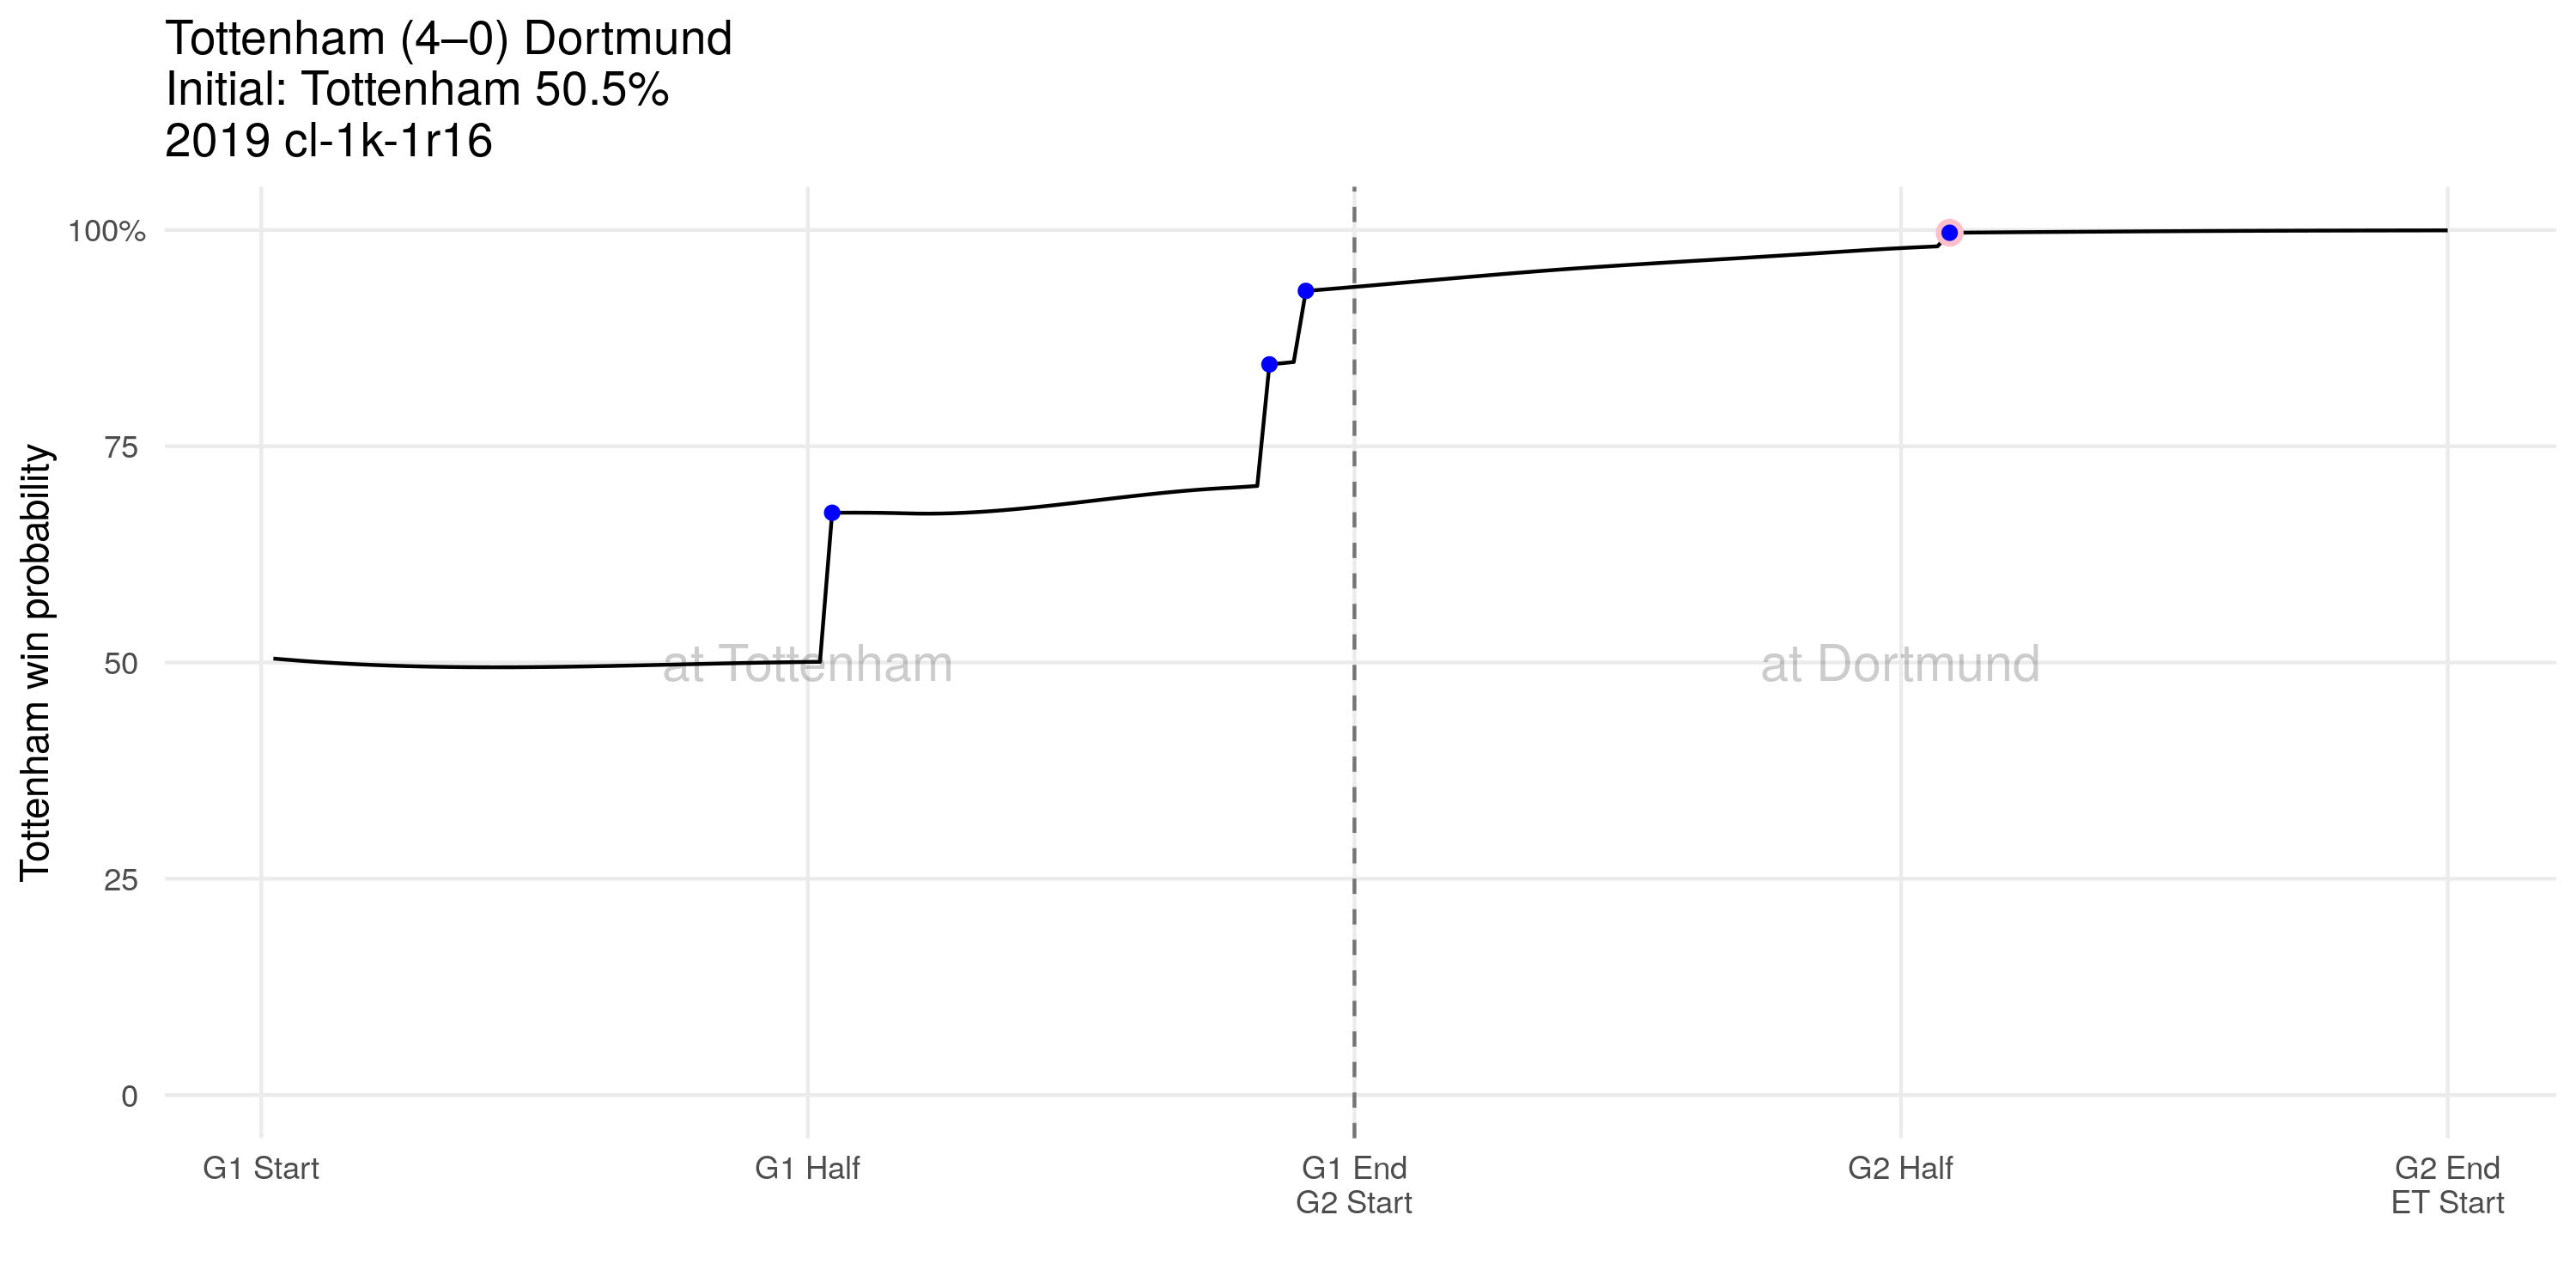 Tottenham (4–0) Dortmund
Initial: Tottenham 50.5%
2019 cl-1k-1r16
Tottenham win probability
100%
75
50
25
0
at Tottenham
at Dortmund
G1 Start
G1 Half
G1 End
G2 Start
G2 Half
G2 End
ET Start